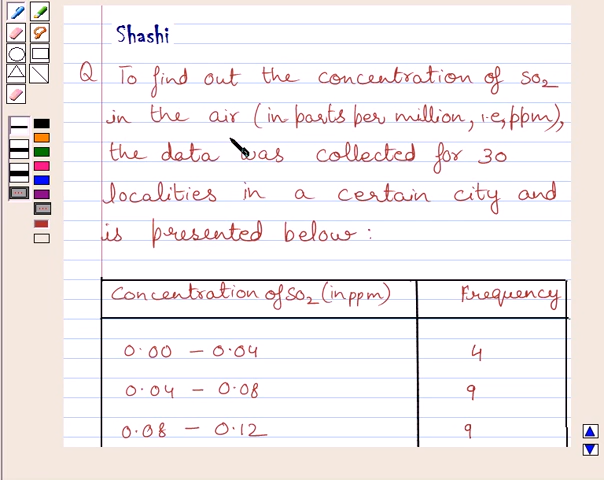 Shashi
Q To find out the concentration of SO₂
in the air (in parts per million, i.e, ppm),
the data was collected for 30
localities in a certain city and
is presented below :
Concentration of SO₂ (in ppm) Frequency
0.00 – 0.04 4
0.04 – 0.08 9
0.08 – 0.12 9